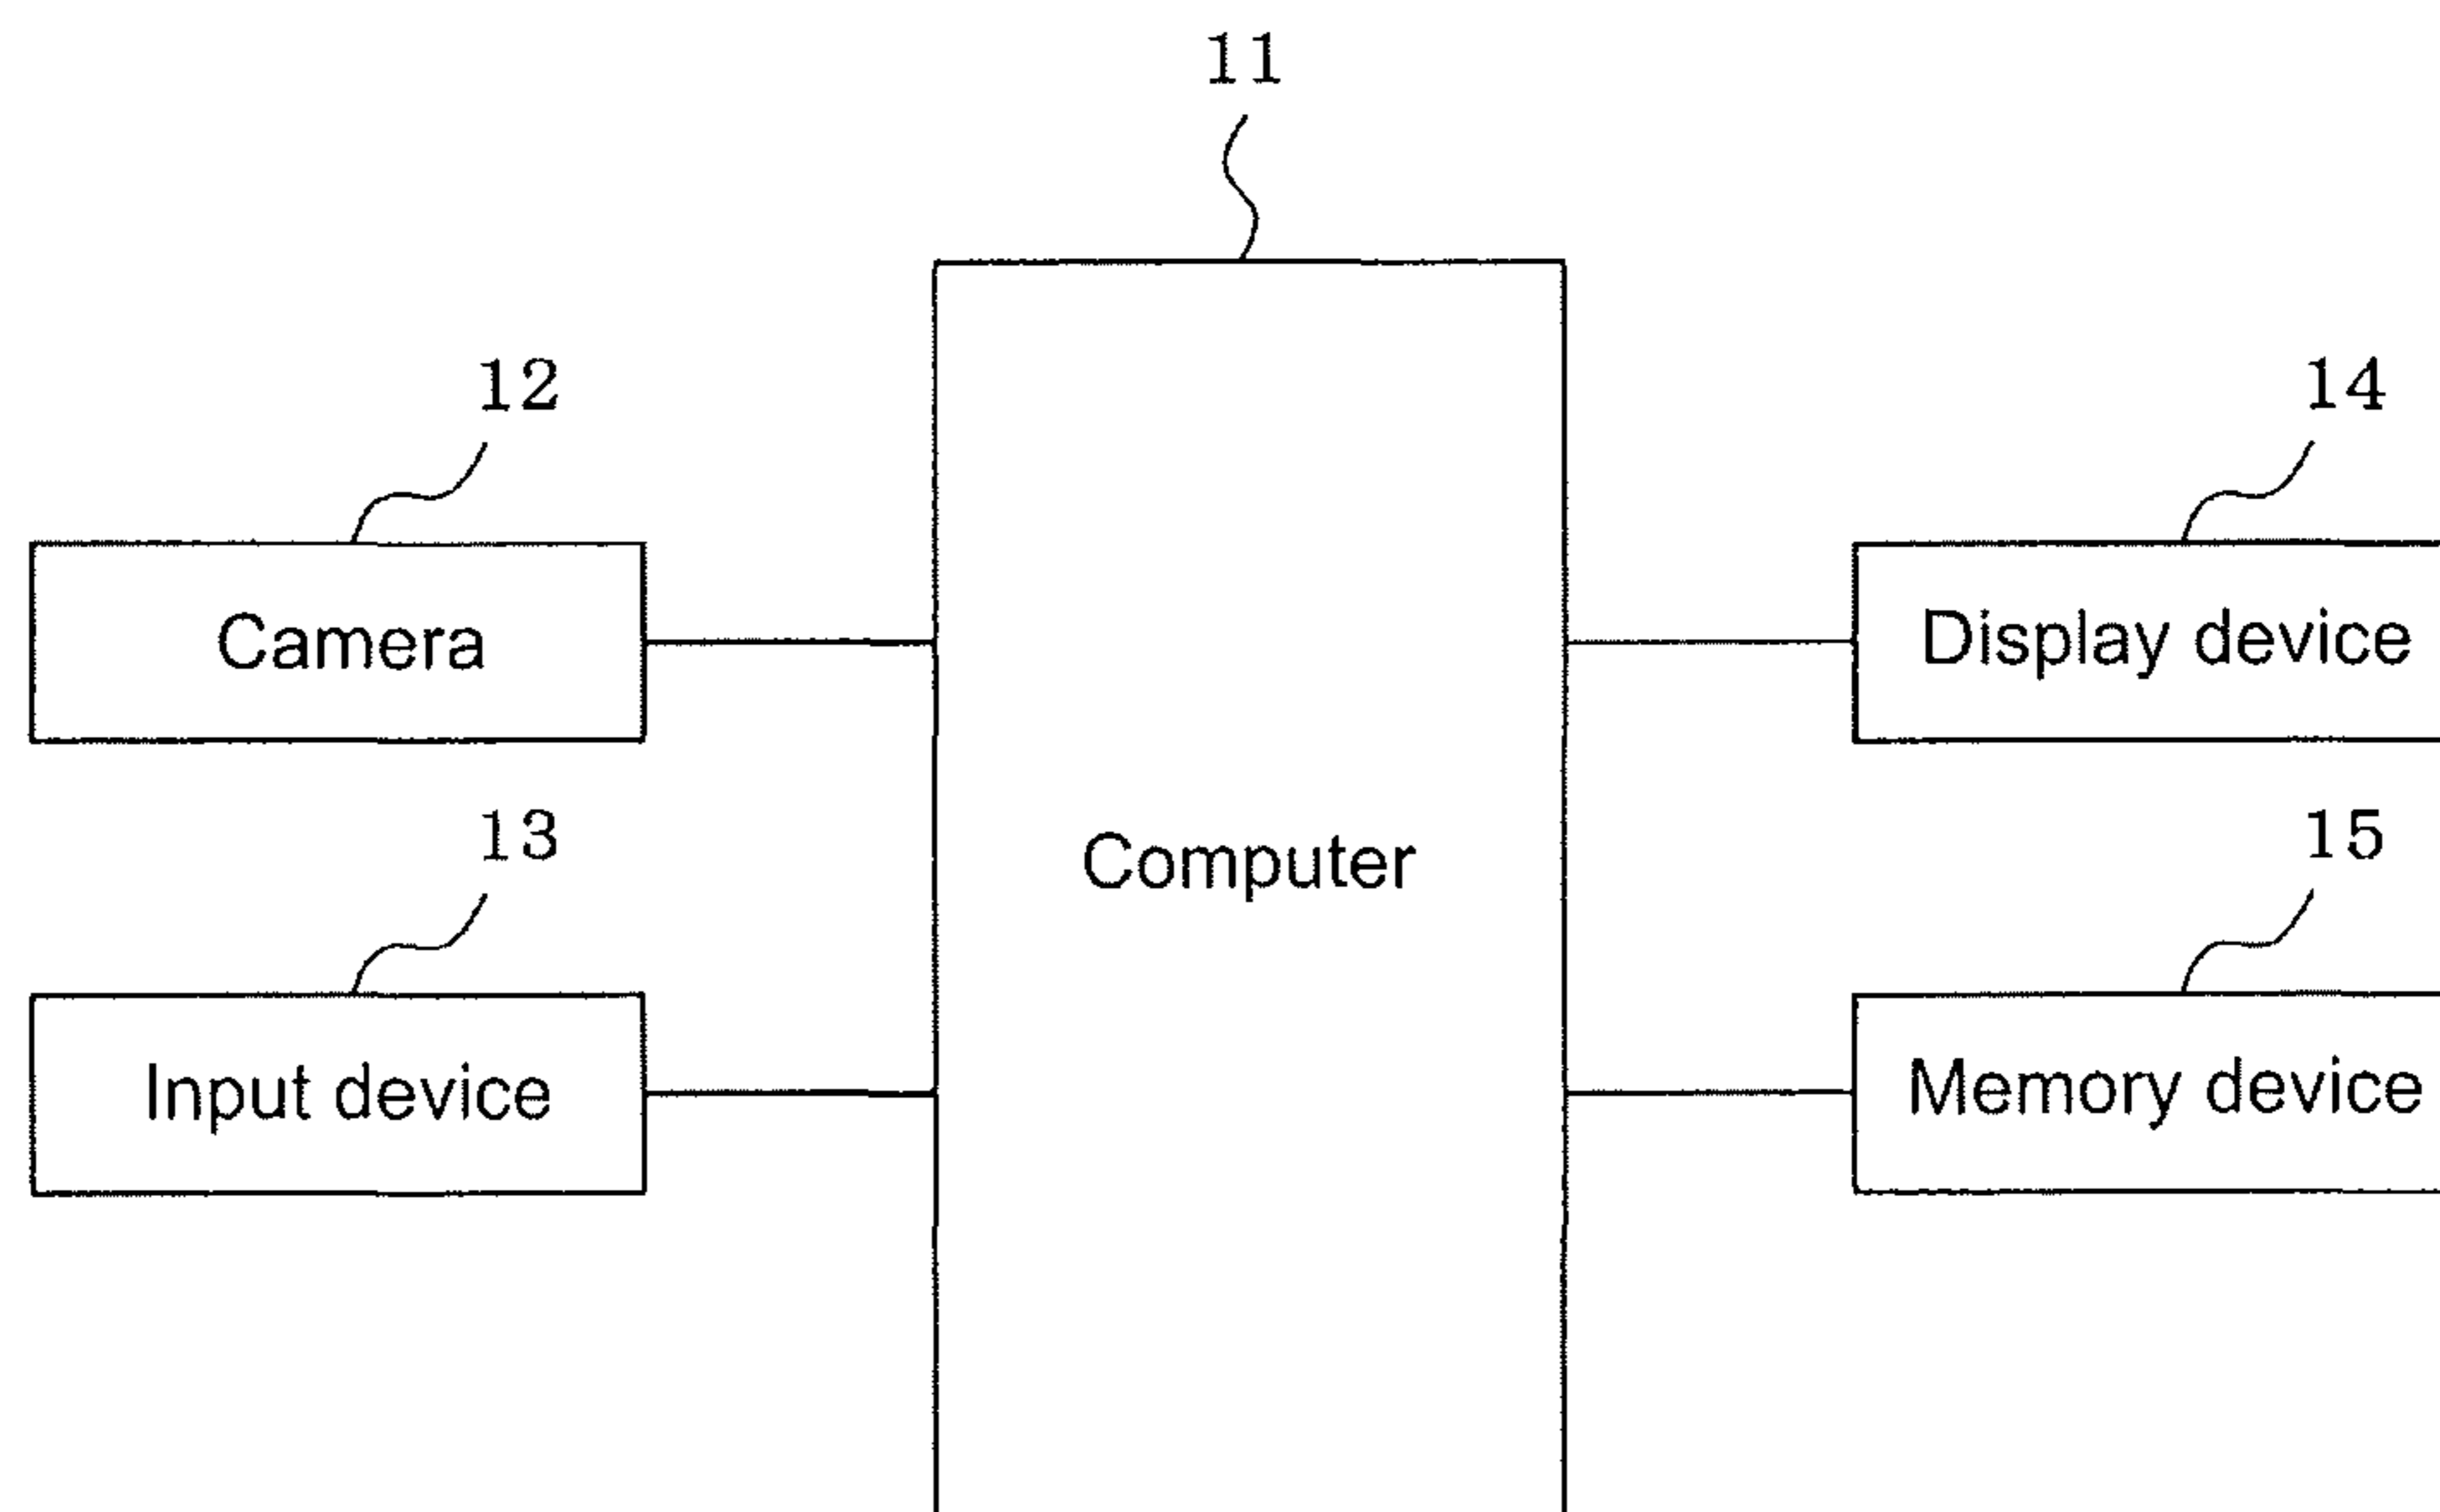 11
12
14
Camera
Display device
13
Computer
15
Input device
Memory device